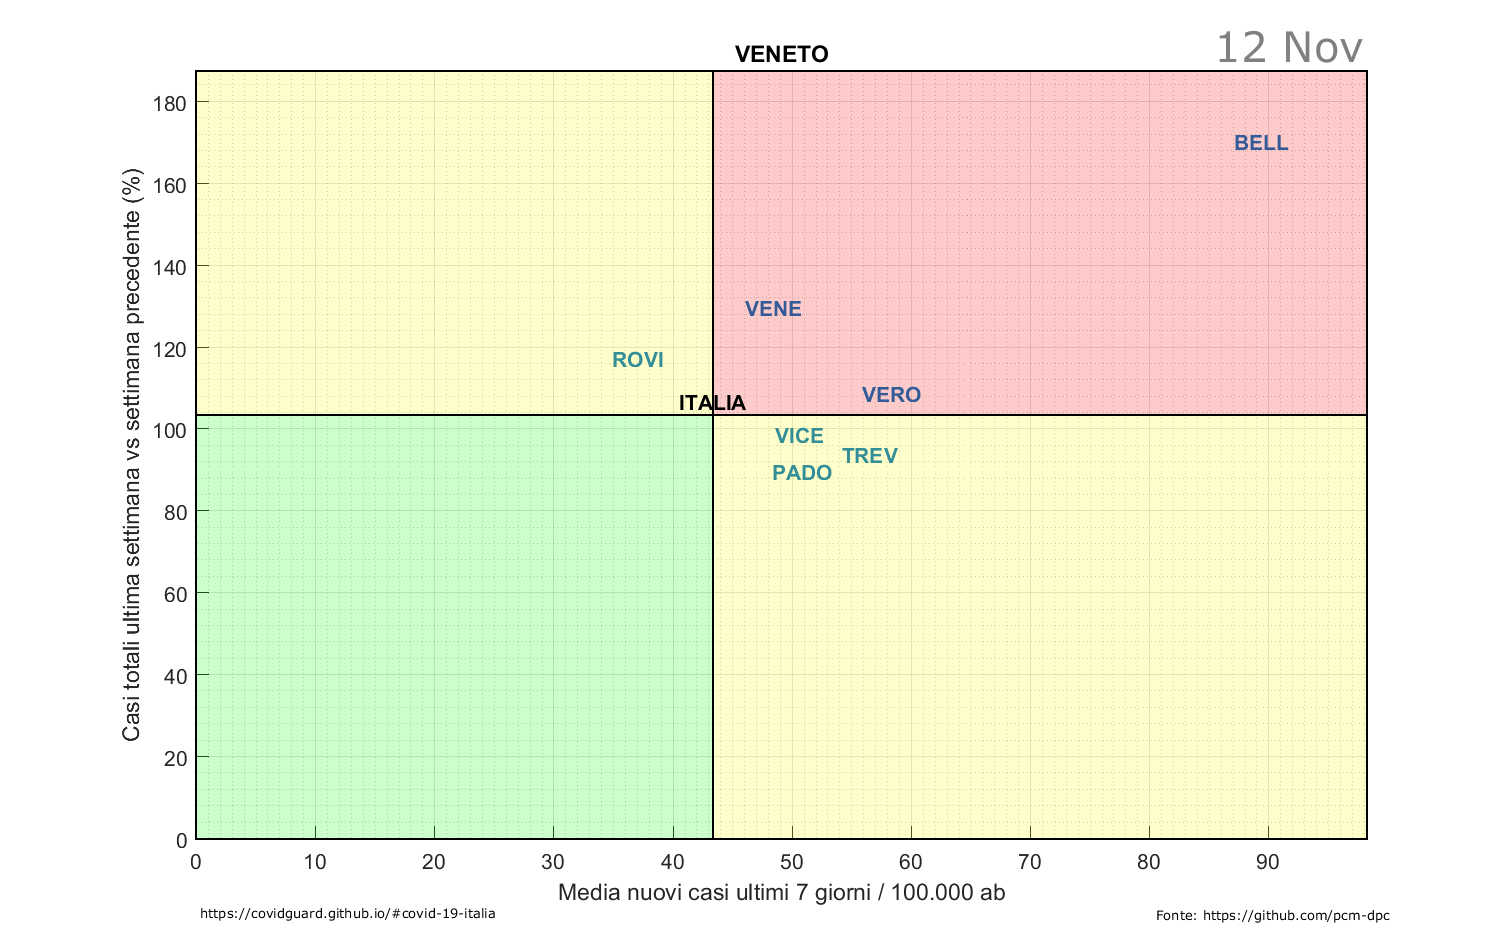 12 Nov
VENETO
Casi totali ultima settimana vs settimana precedente (%)
180
160
140
120
100
80
60
40
20
0
BELL
VENE
ROVI
VERO
ITALIA
VICE
TREV
PADO
0 10 20 30 40 50 60 70 80 90
Media nuovi casi ultimi 7 giorni / 100.000 ab
https://covidguard.github.io/#covid-19-italia
Fonte: https://github.com/pcm-dpc